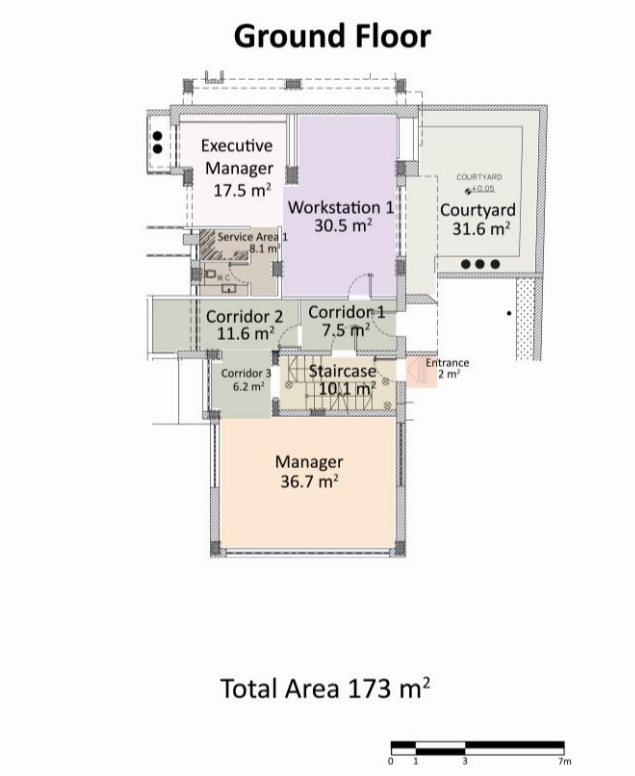 Ground Floor
Executive
Manager
17.5 m²
Workstation 1
30.5 m²
COURTYARD
+0.05
Courtyard
31.6 m²
Service Area 1
8.1 m²
W.C
Corridor 2
11.6 m²
Corridor 1
7.5 m²
Corridor 3
6.2 m²
Staircase
10.1 m²
Entrance
2 m²
Manager
36.7 m²
Total Area 173 m²
0 1 3 7m